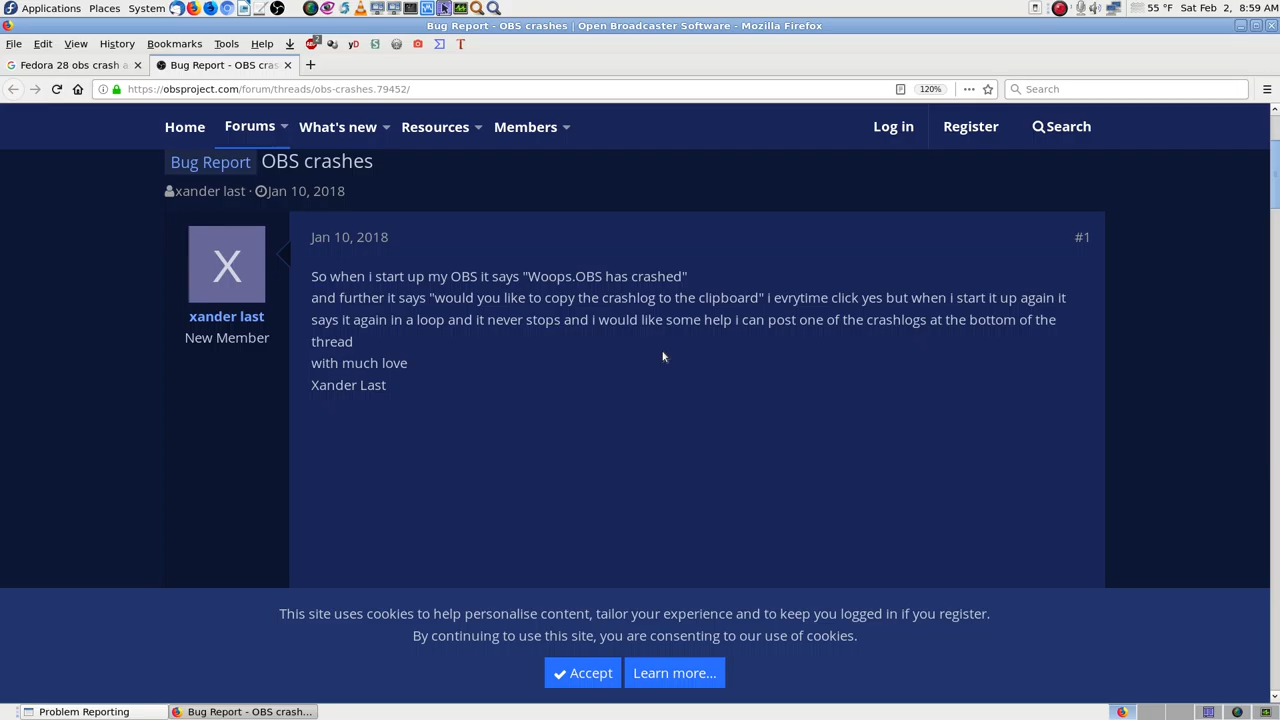 Applications Places System 55 °F Sat Feb 2, 8:59 AM
Bug Report - OBS crashes | Open Broadcaster Software - Mozilla Firefox
File Edit View History Bookmarks Tools Help 2 yD S T
Fedora 28 obs crash a Bug Report - OBS cras
https://obsproject.com/forum/threads/obs-crashes.79452/ 120% Search
Home Forums What's new Resources Members Log in Register Search
Bug Report OBS crashes
xander last · Jan 10, 2018
X
xander last
New Member
Jan 10, 2018 #1
So when i start up my OBS it says "Woops.OBS has crashed"
and further it says "would you like to copy the crashlog to the clipboard" i evrytime click yes but when i start it up again it
says it again in a loop and it never stops and i would like some help i can post one of the crashlogs at the bottom of the
thread
with much love
Xander Last
This site uses cookies to help personalise content, tailor your experience and to keep you logged in if you register.
By continuing to use this site, you are consenting to our use of cookies.
Accept Learn more...
Problem Reporting Bug Report - OBS crash...